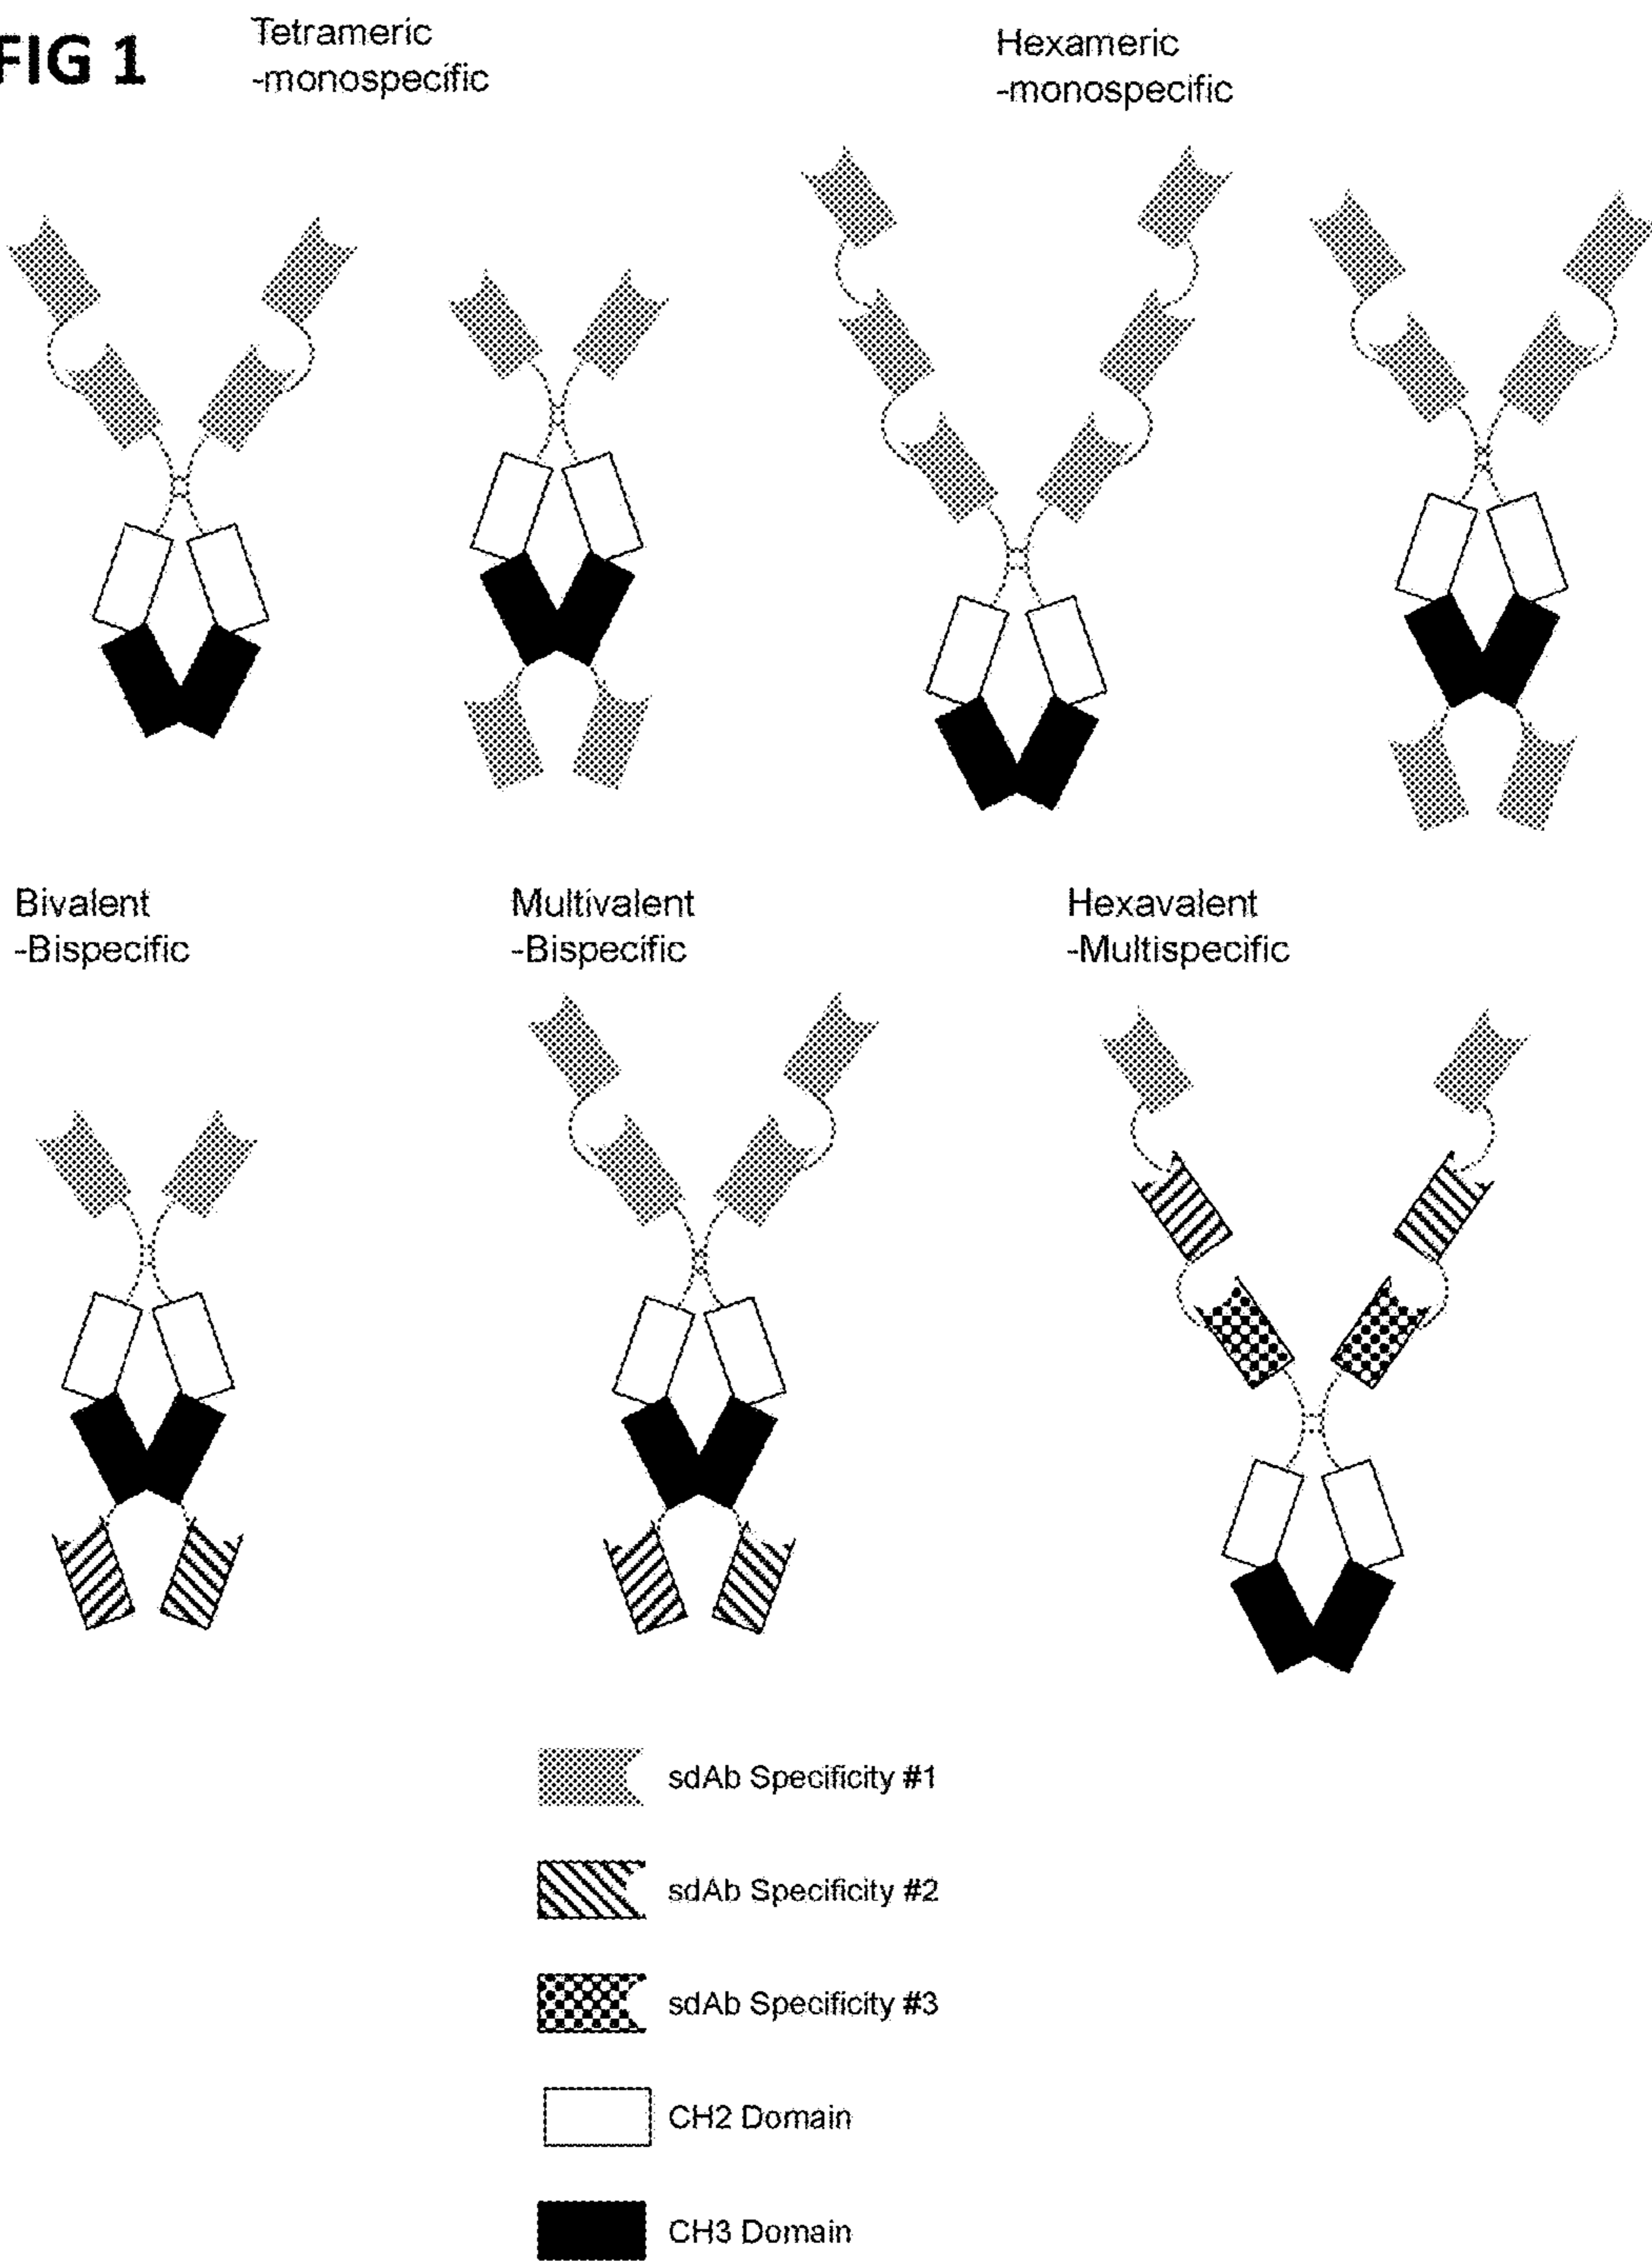 FIG 1
Tetrameric
-monospecific
Hexameric
-monospecific
Bivalent
-Bispecific
Multivalent
-Bispecific
Hexavalent
-Multispecific
sdAb Specificity #1
sdAb Specificity #2
sdAb Specificity #3
CH2 Domain
CH3 Domain